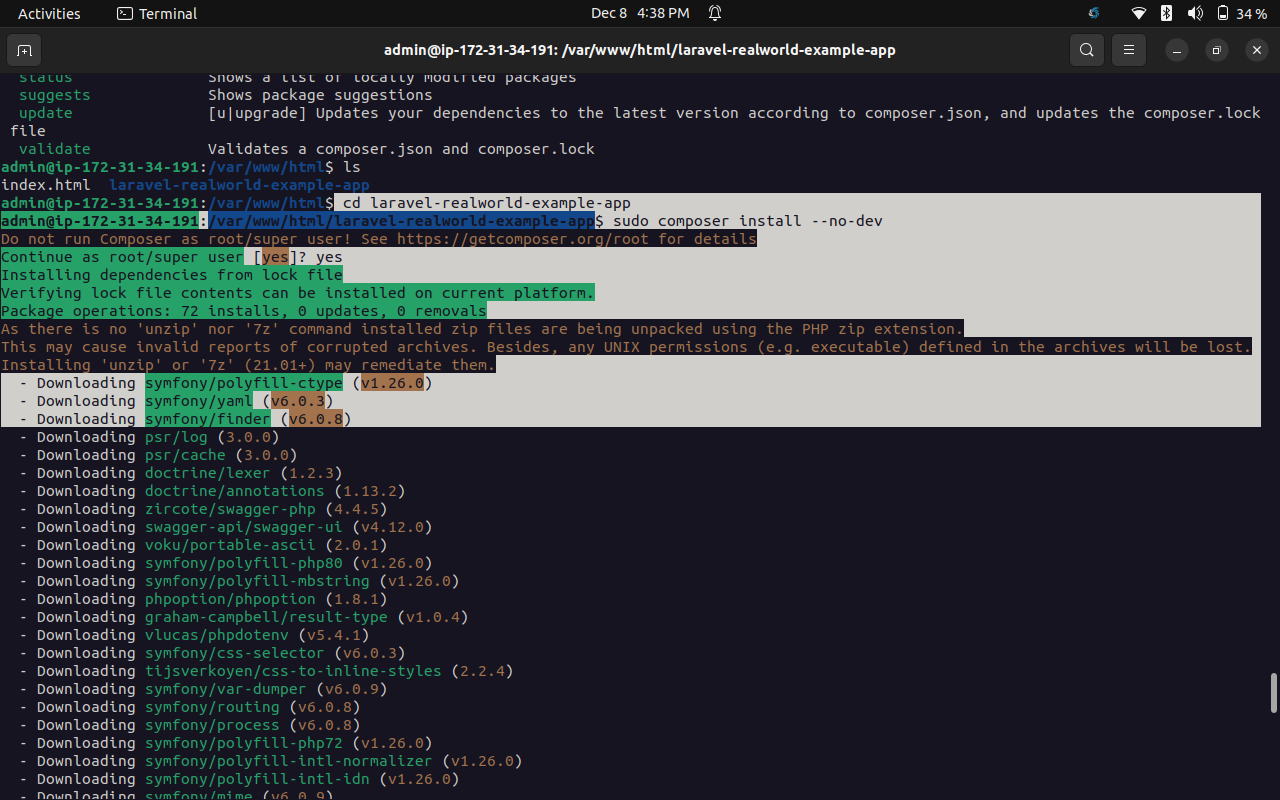 Activities
Terminal
Dec 8 4:38 PM
34 %
admin@ip-172-31-34-191: /var/www/html/laravel-realworld-example-app
status Shows a list of locally modified packages
suggests Shows package suggestions
update [u|upgrade] Updates your dependencies to the latest version according to composer.json, and updates the composer.lock
file
validate Validates a composer.json and composer.lock
admin@ip-172-31-34-191:/var/www/html$ ls
index.html laravel-realworld-example-app
admin@ip-172-31-34-191:/var/www/html$ cd laravel-realworld-example-app
admin@ip-172-31-34-191:/var/www/html/laravel-realworld-example-app$ sudo composer install --no-dev
Do not run Composer as root/super user! See https://getcomposer.org/root for details
Continue as root/super user [yes]? yes
Installing dependencies from lock file
Verifying lock file contents can be installed on current platform.
Package operations: 72 installs, 0 updates, 0 removals
As there is no 'unzip' nor '7z' command installed zip files are being unpacked using the PHP zip extension.
This may cause invalid reports of corrupted archives. Besides, any UNIX permissions (e.g. executable) defined in the archives will be lost.
Installing 'unzip' or '7z' (21.01+) may remediate them.
- Downloading symfony/polyfill-ctype (v1.26.0)
- Downloading symfony/yaml (v6.0.3)
- Downloading symfony/finder (v6.0.8)
- Downloading psr/log (3.0.0)
- Downloading psr/cache (3.0.0)
- Downloading doctrine/lexer (1.2.3)
- Downloading doctrine/annotations (1.13.2)
- Downloading zircote/swagger-php (4.4.5)
- Downloading swagger-api/swagger-ui (v4.12.0)
- Downloading voku/portable-ascii (2.0.1)
- Downloading symfony/polyfill-php80 (v1.26.0)
- Downloading symfony/polyfill-mbstring (v1.26.0)
- Downloading phpoption/phpoption (1.8.1)
- Downloading graham-campbell/result-type (v1.0.4)
- Downloading vlucas/phpdotenv (v5.4.1)
- Downloading symfony/css-selector (v6.0.3)
- Downloading tijsverkoyen/css-to-inline-styles (2.2.4)
- Downloading symfony/var-dumper (v6.0.9)
- Downloading symfony/routing (v6.0.8)
- Downloading symfony/process (v6.0.8)
- Downloading symfony/polyfill-php72 (v1.26.0)
- Downloading symfony/polyfill-intl-normalizer (v1.26.0)
- Downloading symfony/polyfill-intl-idn (v1.26.0)
- Downloading symfony/mime (v6.0.9)